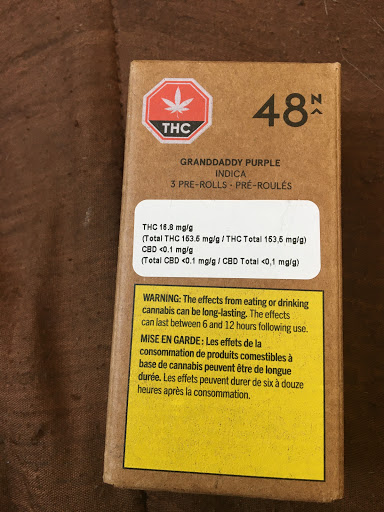 THC
48N
GRANDDADDY PURPLE
INDICA
3 PRE-ROLLS - PRÉ-ROULÉS
THC 16.8 mg/g
(Total THC 153.5 mg/g / THC Total 153,5 mg/g)
CBD <0.1 mg/g
(Total CBD <0.1 mg/g / CBD Total <0,1 mg/g)
WARNING: The effects from eating or drinking
cannabis can be long-lasting. The effects
can last between 6 and 12 hours following use.
MISE EN GARDE : Les effets de la
consommation de produits comestibles à
base de cannabis peuvent être de longue
durée. Les effets peuvent durer de six à douze
heures après la consommation.